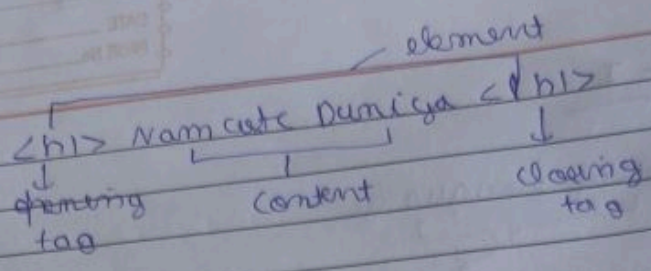 element
<h1> Namaste Duniya </h1>
opening content closing
tag tag